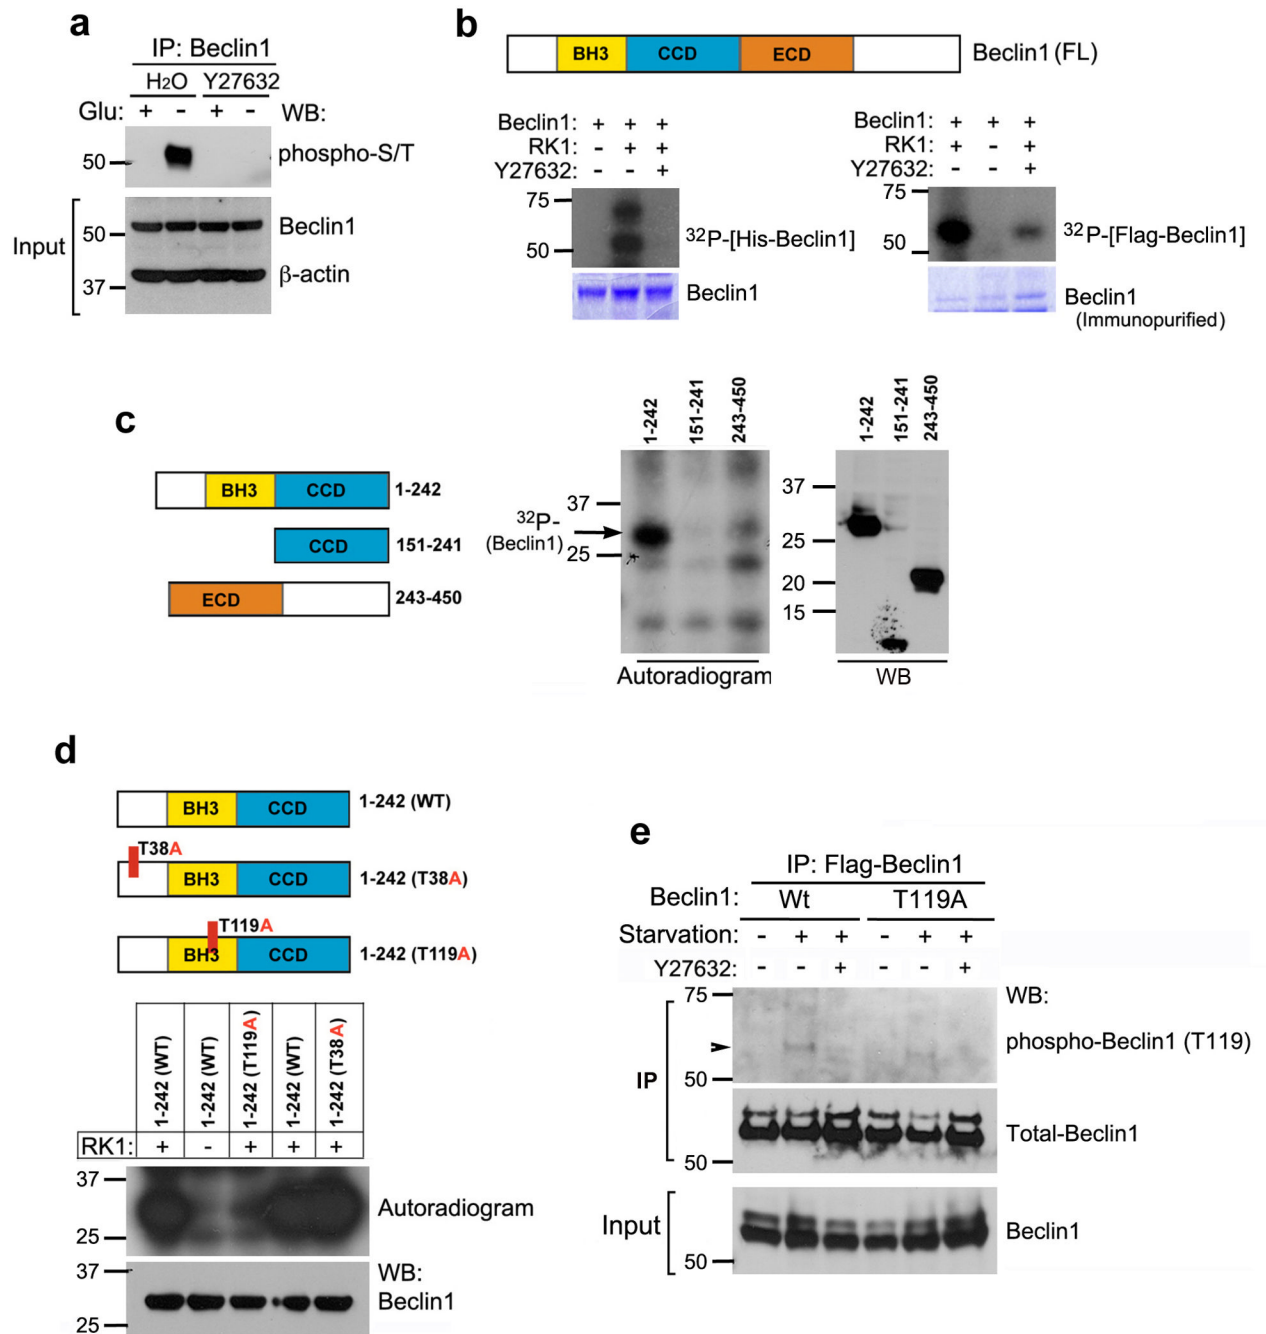 a
IP: Beclin1
H2O Y27632
Glu: + - + - WB:
50 phospho-S/T
Input
50 Beclin1
37 β-actin
b
BH3 CCD ECD Beclin1 (FL)
Beclin1: + + +
RK1: - + +
Y27632: - - +
75
50
32P-[His-Beclin1]
Beclin1
Beclin1: + + +
RK1: + - +
Y27632: - - +
75
50
32P-[Flag-Beclin1]
Beclin1
(Immunopurified)
c
BH3 CCD 1-242
CCD 151-241
ECD 243-450
1-242 151-241 243-450
37
32P-
(Beclin1)
25
Autoradiogram
1-242 151-241 243-450
37
25
20
15
WB
d
BH3 CCD 1-242 (WT)
T38A
BH3 CCD 1-242 (T38A)
T119A
BH3 CCD 1-242 (T119A)
1-242 (WT) 1-242 (WT) 1-242 (T119A) 1-242 (WT) 1-242 (T38A)
RK1: + - + + +
37
Autoradiogram
25
37 WB:
Beclin1
25
e
IP: Flag-Beclin1
Beclin1: Wt T119A
Starvation: - + + - + +
Y27632: - - + - - +
75 WB:
phospho-Beclin1 (T119)
IP 50
Total-Beclin1
50
Input Beclin1
50